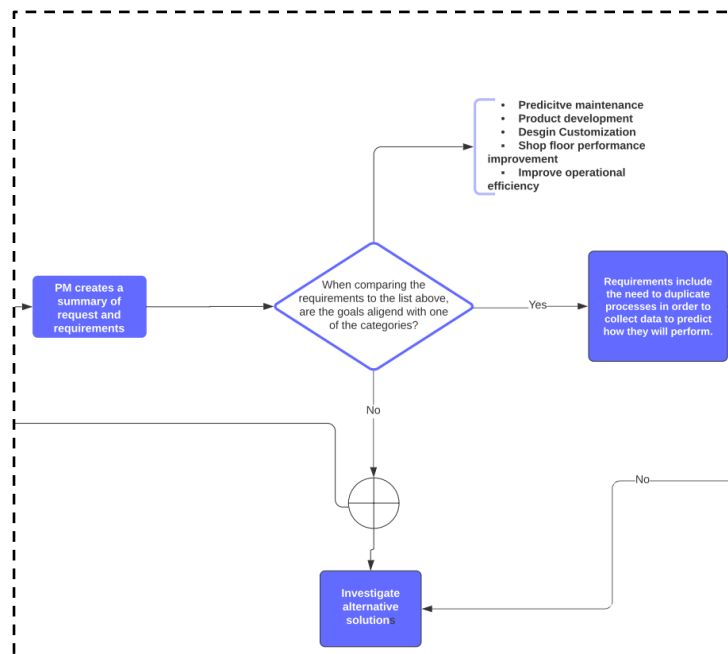 • Predicitve maintenance
• Product development
• Desgin Customization
• Shop floor performance
improvement
• Improve operational
efficiency
PM creates a
summary of
request and
requirements
When comparing the
requirements to the list above,
are the goals aligend with one
of the categories?
Yes
Requirements include
the need to duplicate
processes in order to
collect data to predict
how they will perform.
No
No
Investigate
alternative
solutions